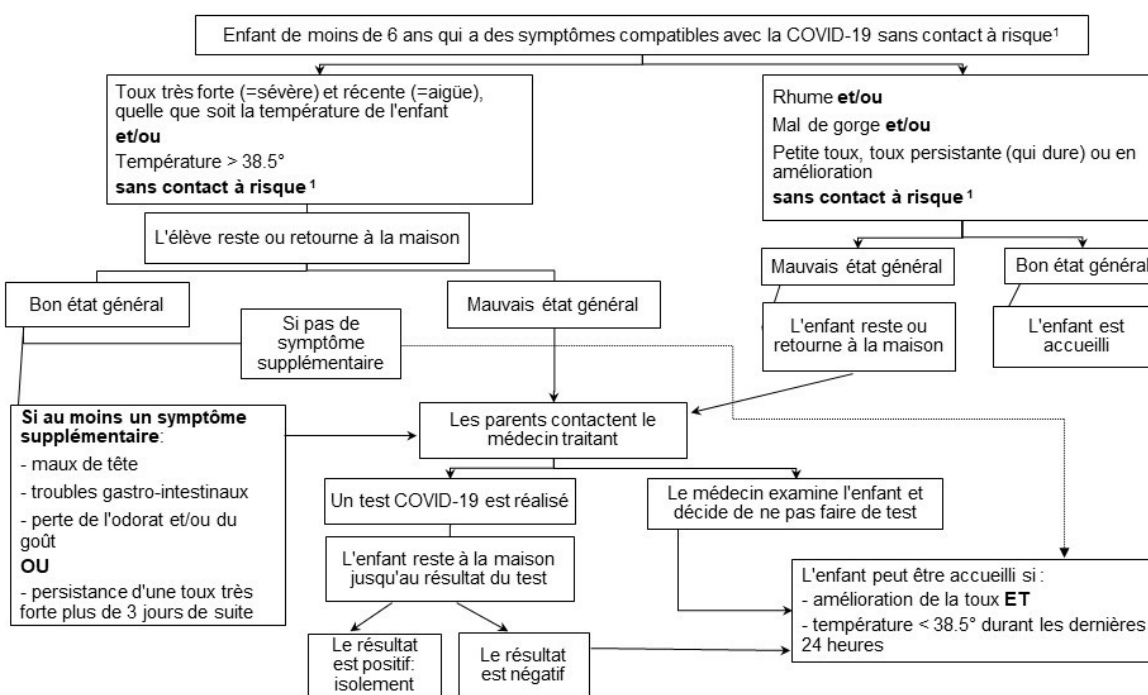 Enfant de moins de 6 ans qui a des symptômes compatibles avec la COVID-19 sans contact à risque¹
Toux très forte (=sévère) et récente (=aigüe),
quelle que soit la température de l'enfant
et/ou
Température > 38.5°
sans contact à risque ¹
Rhume et/ou
Mal de gorge et/ou
Petite toux, toux persistante (qui dure) ou en
amélioration
sans contact à risque ¹
L'élève reste ou retourne à la maison
Mauvais état général
Bon état général
Bon état général
Mauvais état général
Si pas de
symptôme
supplémentaire
L'enfant reste ou
retourne à la maison
L'enfant est
accueilli
Si au moins un symptôme
supplémentaire:
- maux de tête
- troubles gastro-intestinaux
- perte de l'odorat et/ou du
goût
OU
- persistance d'une toux très
forte plus de 3 jours de suite
Les parents contactent le
médecin traitant
Un test COVID-19 est réalisé
Le médecin examine l'enfant et
décide de ne pas faire de test
L'enfant reste à la maison
jusqu'au résultat du test
L'enfant peut être accueilli si :
- amélioration de la toux ET
- température < 38.5° durant les dernières
24 heures
Le résultat
est positif:
isolement
Le résultat
est négatif